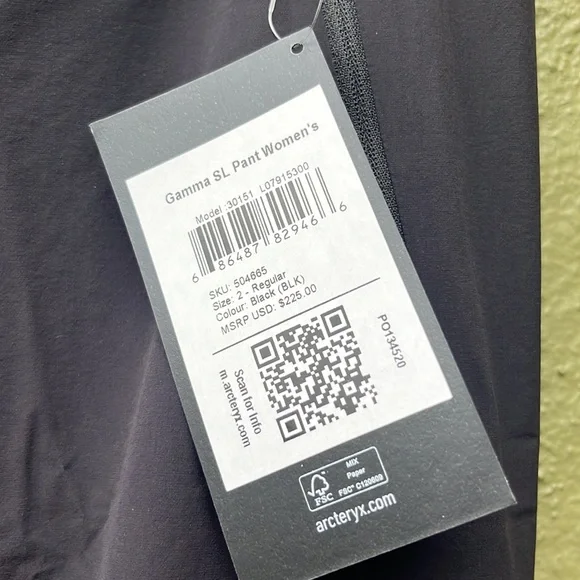 Gamma SL Pant Women's
Model :30151 L07915300
6 86487 82946 6
SKU: 504665
Size: 2 - Regular
Colour: Black (BLK)
MSRP USD: $225.00
PO134520
Scan for Info
m.arcteryx.com
FSC
MIX
Paper
FSC® C120603
arcteryx.com